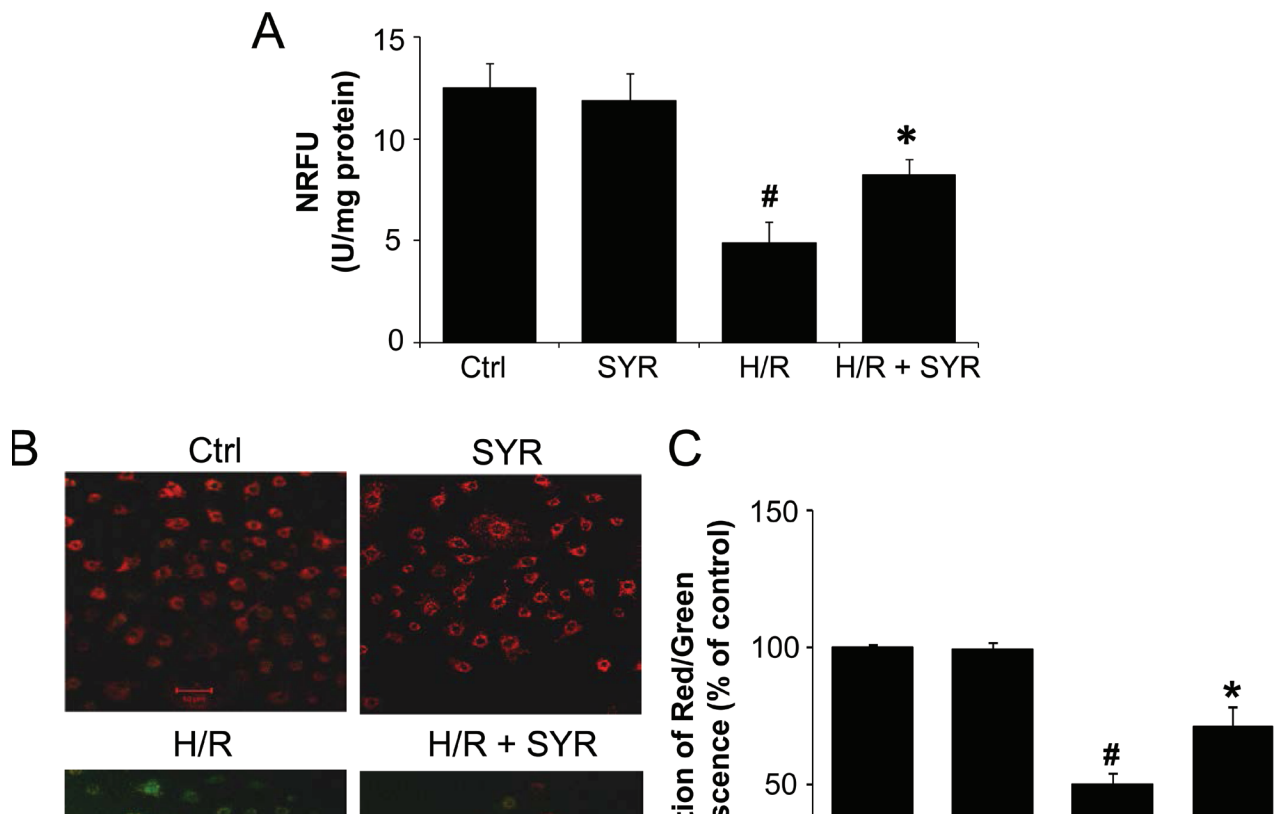 A
15
10
5
0
NRFU
(U/mg protein)
#
*
Ctrl SYR H/R H/R + SYR
B
Ctrl SYR
H/R H/R + SYR
C
150
100
50
tion of Red/Green
scence (% of control)
#
*